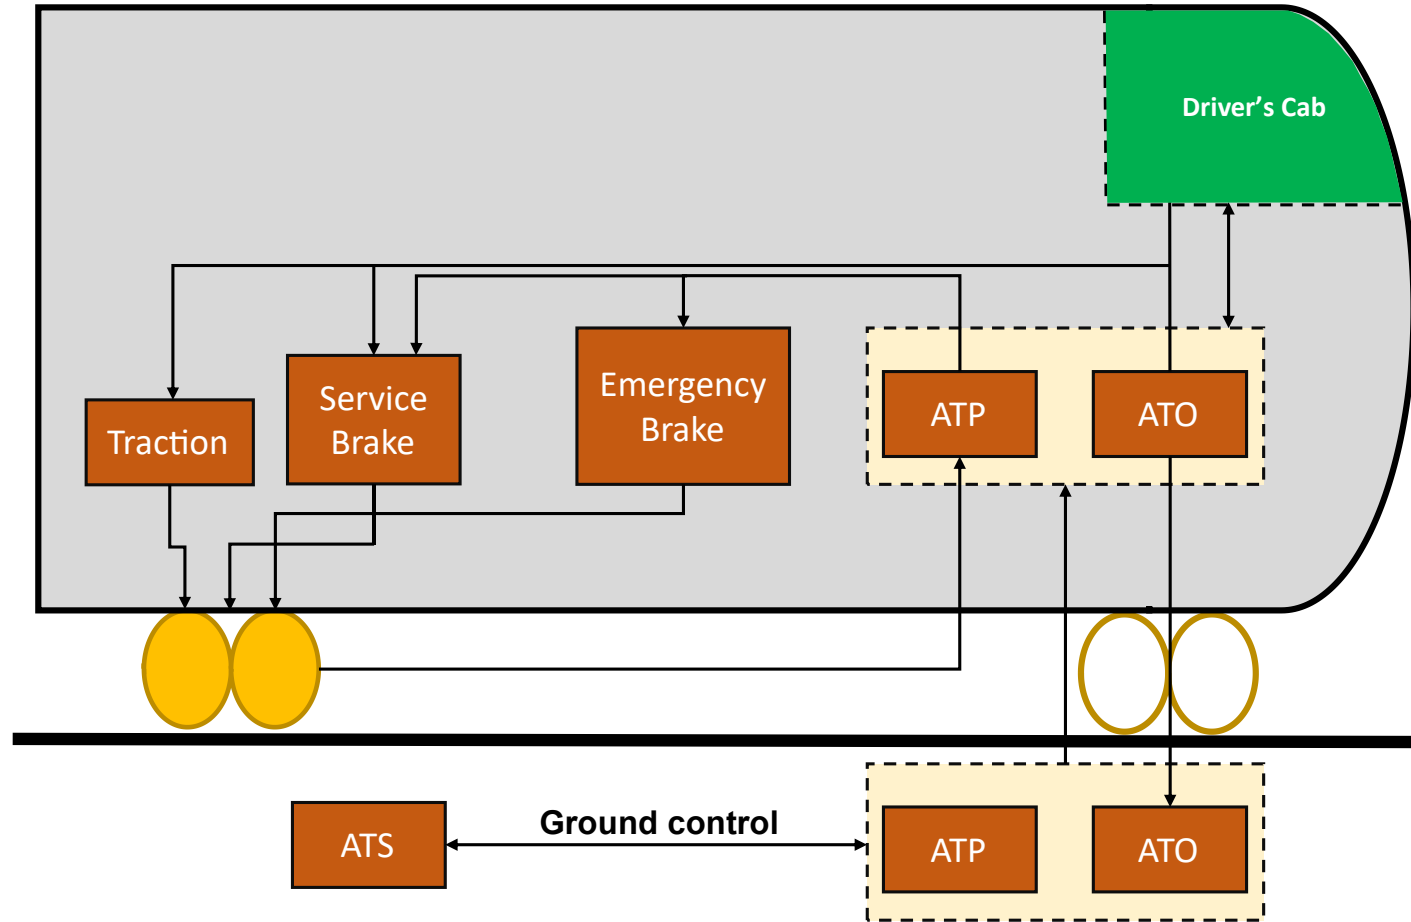 Driver's Cab
Traction
Service
Brake
Emergency
Brake
ATP
ATO
ATS
Ground control
ATP
ATO